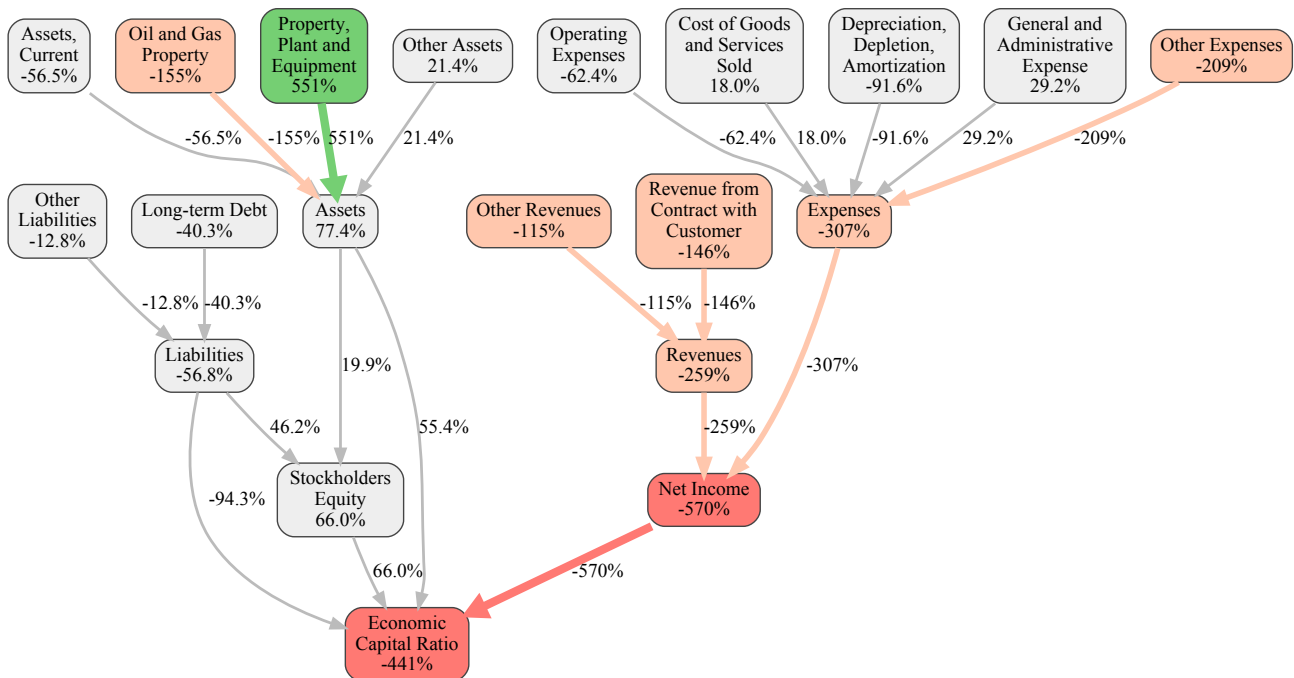 Assets,
Current
-56.5%
Oil and Gas
Property
-155%
Property,
Plant and
Equipment
551%
Other Assets
21.4%
Operating
Expenses
-62.4%
Cost of Goods
and Services
Sold
18.0%
Depreciation,
Depletion,
Amortization
-91.6%
General and
Administrative
Expense
29.2%
Other Expenses
-209%
-56.5%
-155%
551%
21.4%
-62.4%
18.0%
-91.6%
29.2%
-209%
Other
Liabilities
-12.8%
Long-term Debt
-40.3%
Assets
77.4%
Other Revenues
-115%
Revenue from
Contract with
Customer
-146%
Expenses
-307%
-12.8%
-40.3%
-115%
-146%
Liabilities
-56.8%
19.9%
Revenues
-259%
-307%
46.2%
55.4%
-259%
-94.3%
Stockholders
Equity
66.0%
Net Income
-570%
66.0%
-570%
Economic
Capital Ratio
-441%